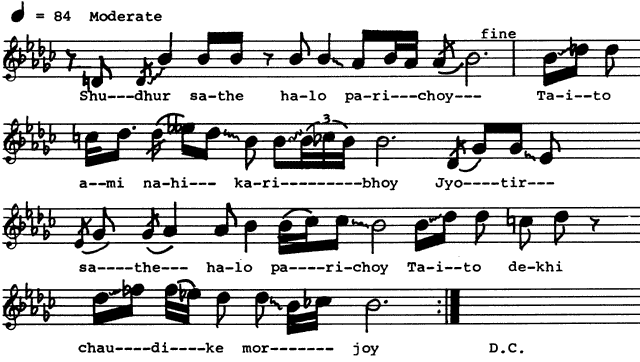 = 84 Moderate
fine
Shu---dhur sa-the ha-lo pa-ri---choy--- Ta-i--to
3
a--mi na-hi--- ka-ri---------bhoy Jyo----tir---
sa----the--- ha-lo pa----ri-choy Ta-i--to de-khi
chau----di---ke mor------- joy D.C.